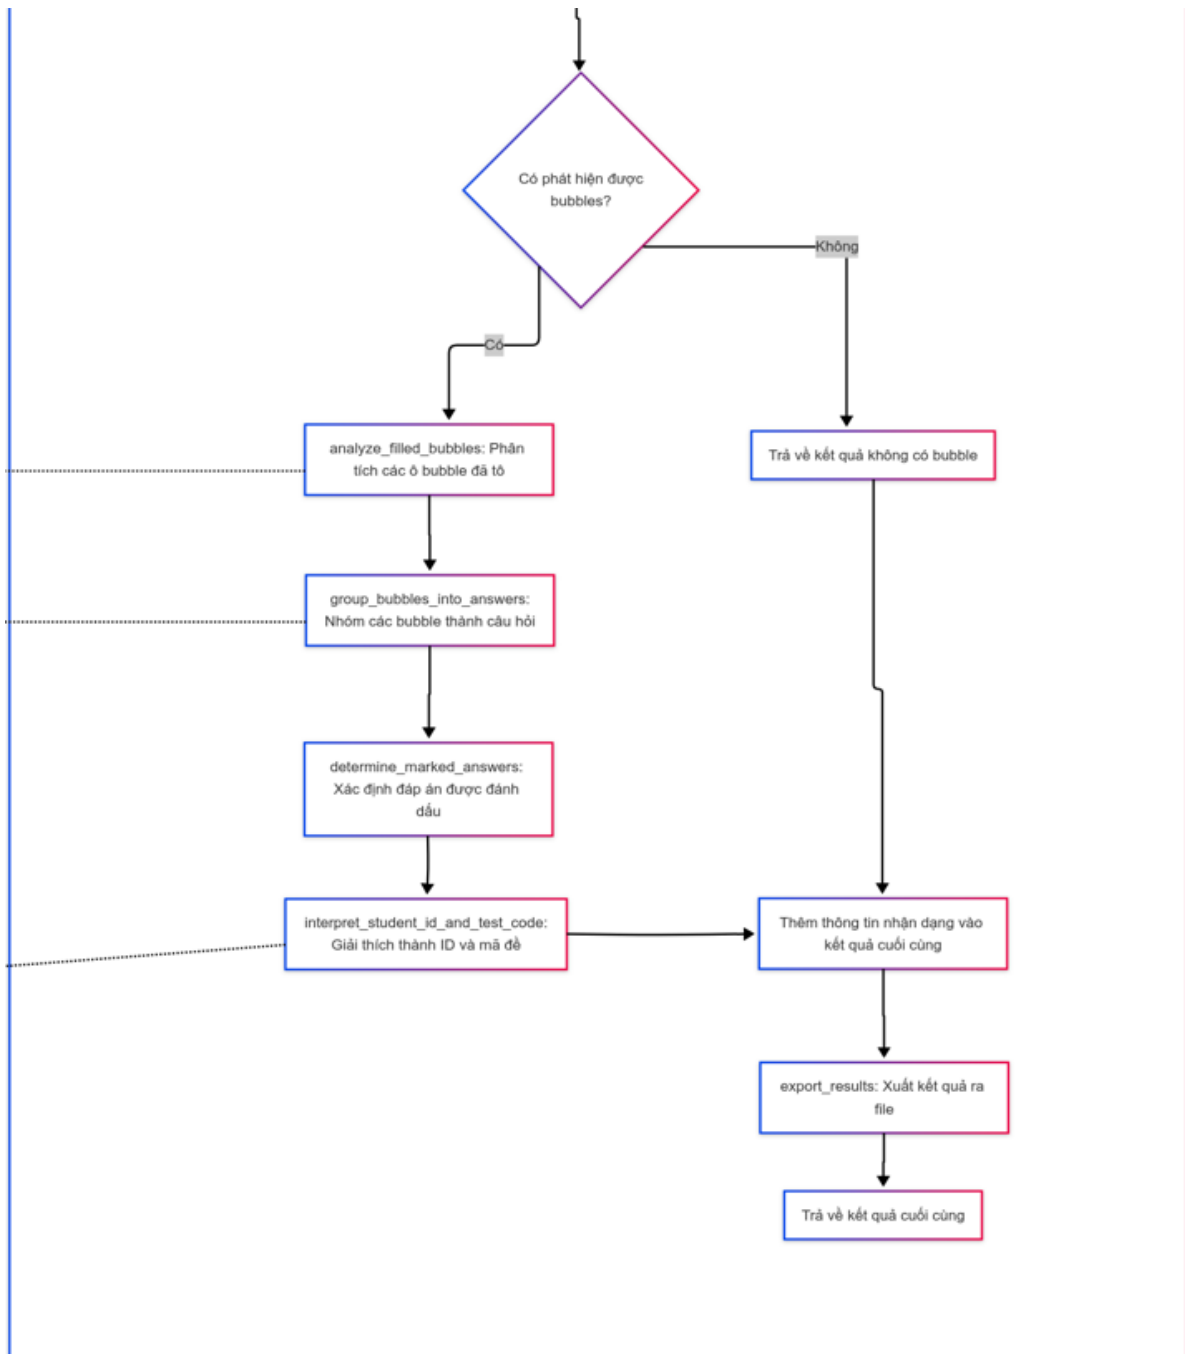 Có phát hiện được
bubbles?
Không
Có
analyze_filled_bubbles: Phân
tích các ô bubble đã tô
Trả về kết quả không có bubble
group_bubbles_into_answers:
Nhóm các bubble thành câu hỏi
determine_marked_answers:
Xác định đáp án được đánh
dấu
interpret_student_id_and_test_code:
Giải thích thành ID và mã đề
Thêm thông tin nhận dạng vào
kết quả cuối cùng
export_results: Xuất kết quả ra
file
Trả về kết quả cuối cùng